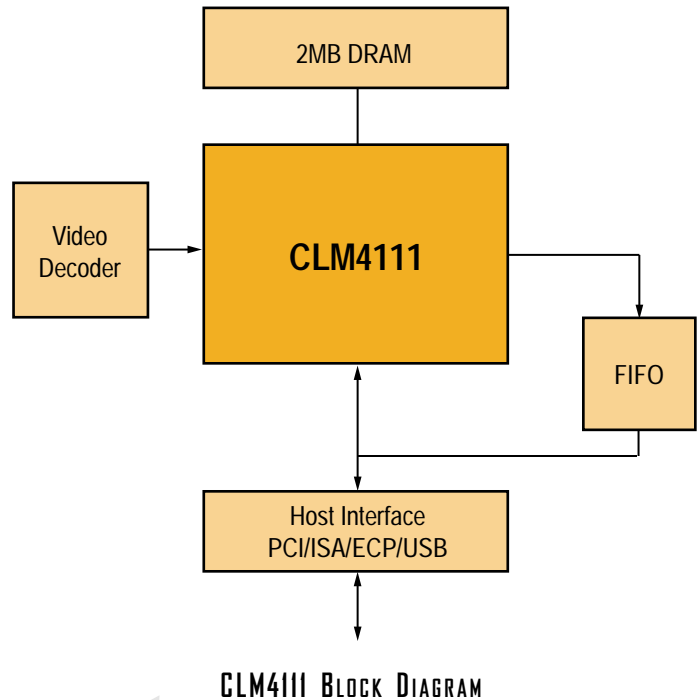 2MB DRAM
Video
Decoder
CLM4111
FIFO
Host Interface
PCI/ISA/ECP/USB
CLM4111 BLOCK DIAGRAM